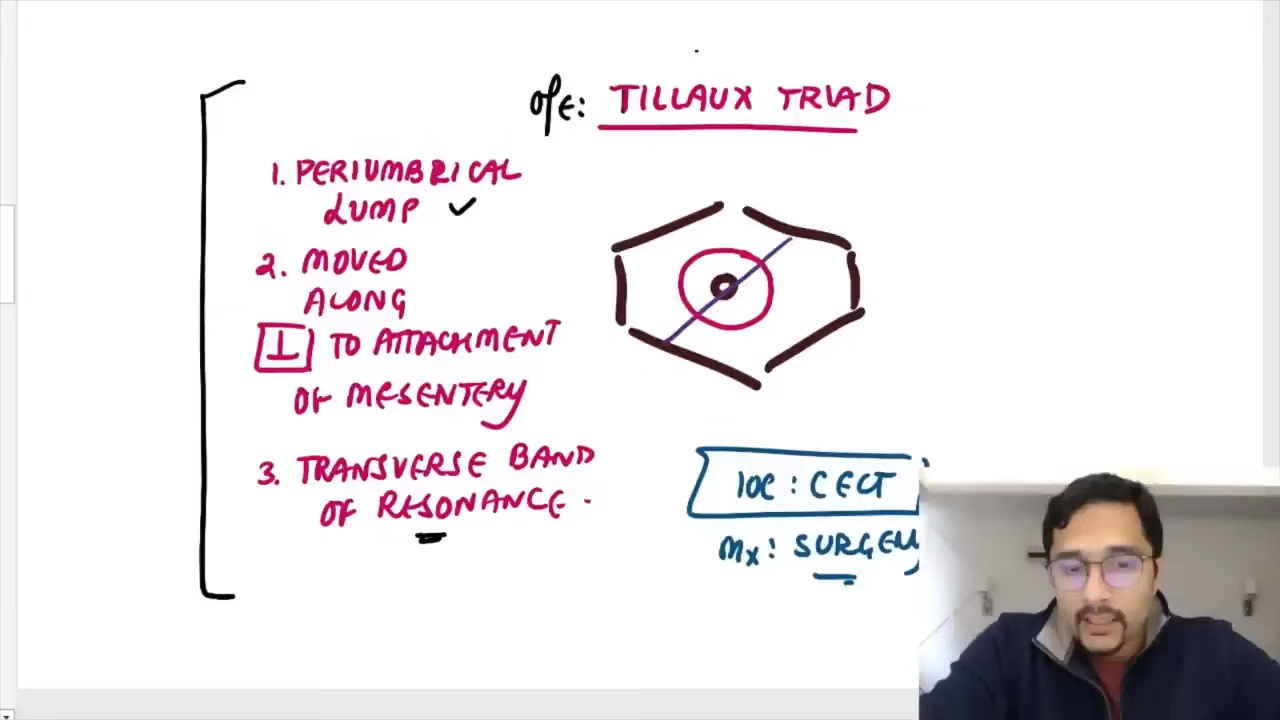 O/E: TILLAUX TRIAD
1. PERIUMBRICAL
LUMP ✓
2. MOVED
ALONG
⊥ TO ATTACHMENT
OF MESENTERY
3. TRANSVERSE BAND
OF RESONANCE.
IOC : CECT
Mx: SURGERY